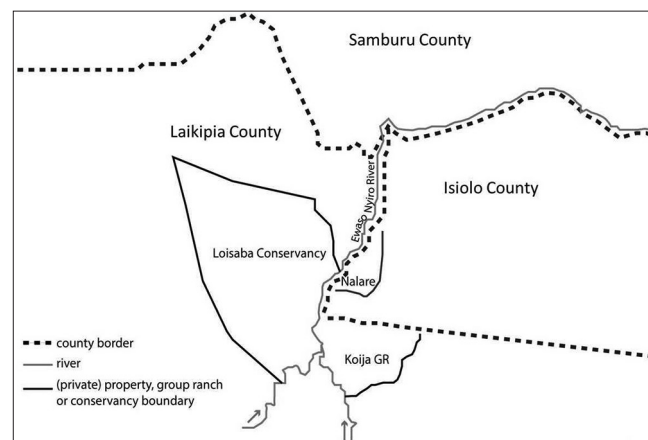 Samburu County
Laikipia County
Isiolo County
Ewaso Nyiro River
Loisaba Conservancy
Nalare
Koija GR
county border
river
(private) property, group ranch
or conservancy boundary